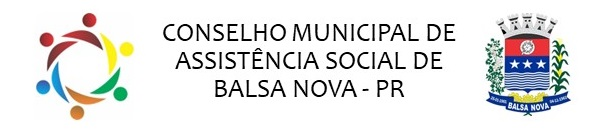 CONSELHO MUNICIPAL DE
ASSISTÊNCIA SOCIAL DE
BALSA NOVA - PR
BALSA NOVA